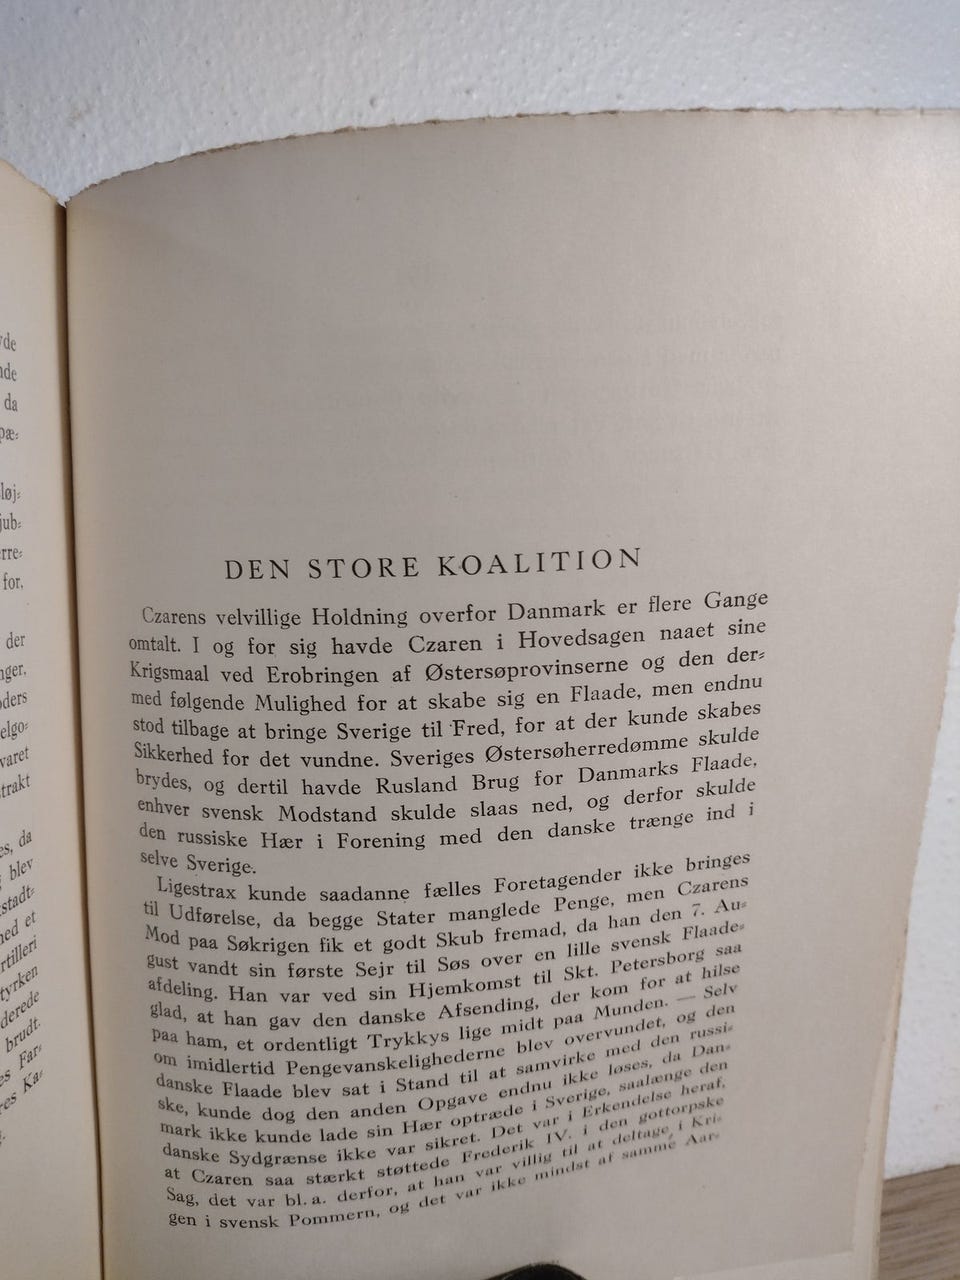 da
for,
der
varet
trakt
da
blev
et
brudt.
DEN STORE KOALITION
Czarens velvillige Holdning overfor Danmark er flere Gange
omtalt. I og for sig havde Czaren i Hovedsagen naaet sine
Krigsmaal ved Erobringen af Østersøprovinserne og den der-
med følgende Mulighed for at skabe sig en Flaade, men endnu
stod tilbage at bringe Sverige til Fred, for at der kunde skabes
Sikkerhed for det vundne. Sveriges Østersøherredømme skulde
brydes, og dertil havde Rusland Brug for Danmarks Flaade,
enhver svensk Modstand skulde slaas ned, og derfor skulde
den russiske Hær i Forening med den danske trænge ind i
selve Sverige.
Ligestrax kunde saadanne fælles Foretagender ikke bringes
til Udførelse, da begge Stater manglede Penge, men Czarens
Mod paa Søkrigen fik et godt Skub fremad, da han den 7. Au-
gust vandt sin første Sejr til Søs over en lille svensk Flaade-
afdeling. Han var ved sin Hjemkomst til Skt. Petersborg saa
glad, at han gav den danske Afsending, der kom for at hilse
paa ham, et ordentligt Trykkys lige midt paa Munden. — Selv
om imidlertid Pengevanskelighederne blev overvundet, og den
danske Flaade blev sat i Stand til at samvirke med den russi-
ske, kunde dog den anden Opgave endnu ikke løses, da Dan-
mark ikke kunde lade sin Hær optræde i Sverige, saalænge den
danske Sydgrænse ikke var sikret. Det var i Erkendelse heraf,
at Czaren saa stærkt støttede Frederik IV. i den gottorpske
Sag, det var bl. a. derfor, at han var villig til at deltage i Kri-
gen i svensk Pommern, og det var ikke mindst af samme Aar-